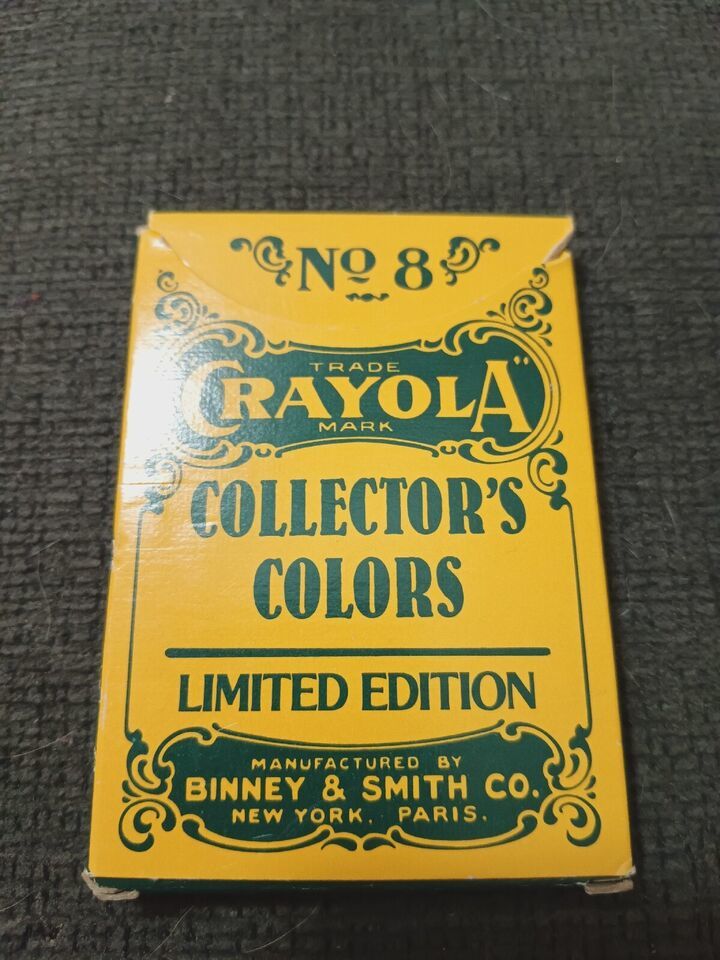 No 8
TRADE
CRAYOLA"
MARK
COLLECTOR'S
COLORS
LIMITED EDITION
MANUFACTURED BY
BINNEY & SMITH CO.
NEW YORK, PARIS.